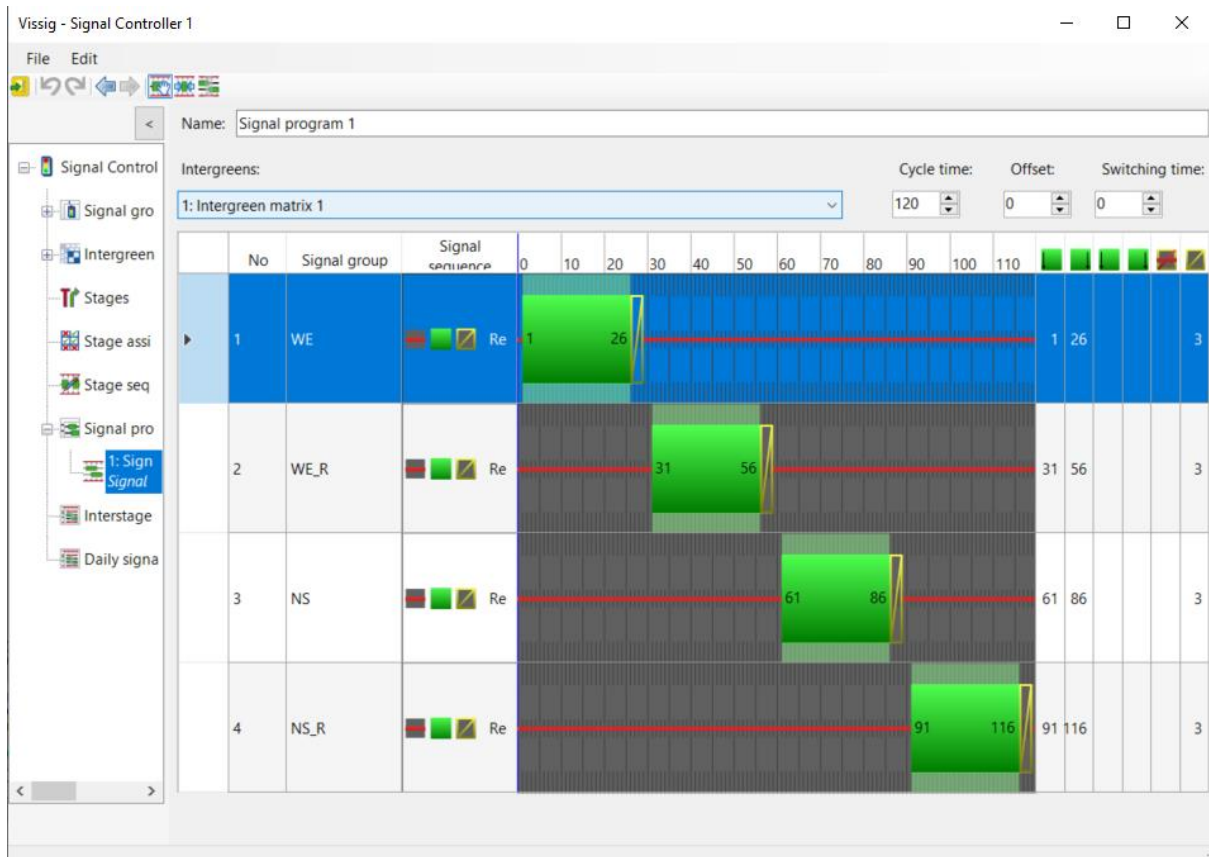 Vissig - Signal Controller 1
File Edit
<
Name: Signal program 1
Signal Control
Signal gro
Intergreen
Stages
Stage assi
Stage seq
Signal pro
1: Sign
Signal
Interstage
Daily signa
Intergreens:
Cycle time: Offset: Switching time:
1: Intergreen matrix 1
120 0 0
No Signal group Signal sequence 0 10 20 30 40 50 60 70 80 90 100 110
1 WE Re 1 26 1 26 3
2 WE_R Re 31 56 31 56 3
3 NS Re 61 86 61 86 3
4 NS_R Re 91 116 91 116 3